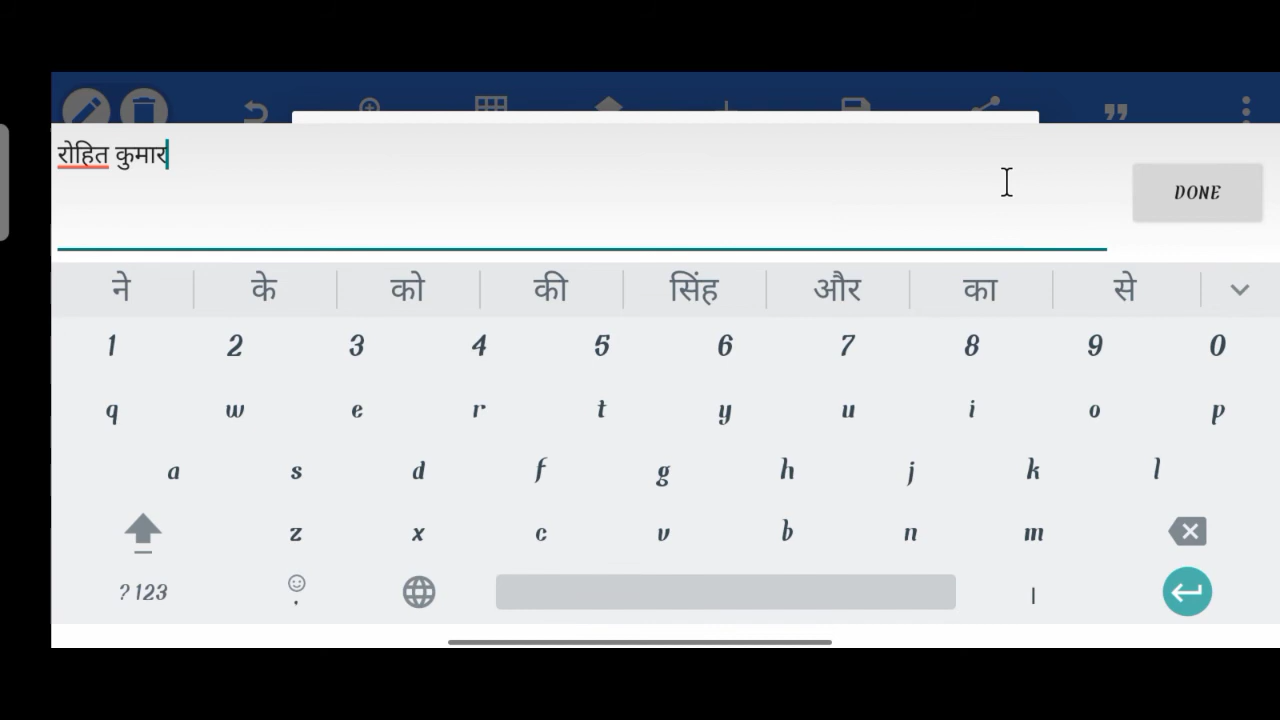 रोहित कुमार
DONE
ने के को की सिंह और का से
1 2 3 4 5 6 7 8 9 0
q w e r t y u i o p
a s d f g h j k l
z x c v b n m
?123 , ।